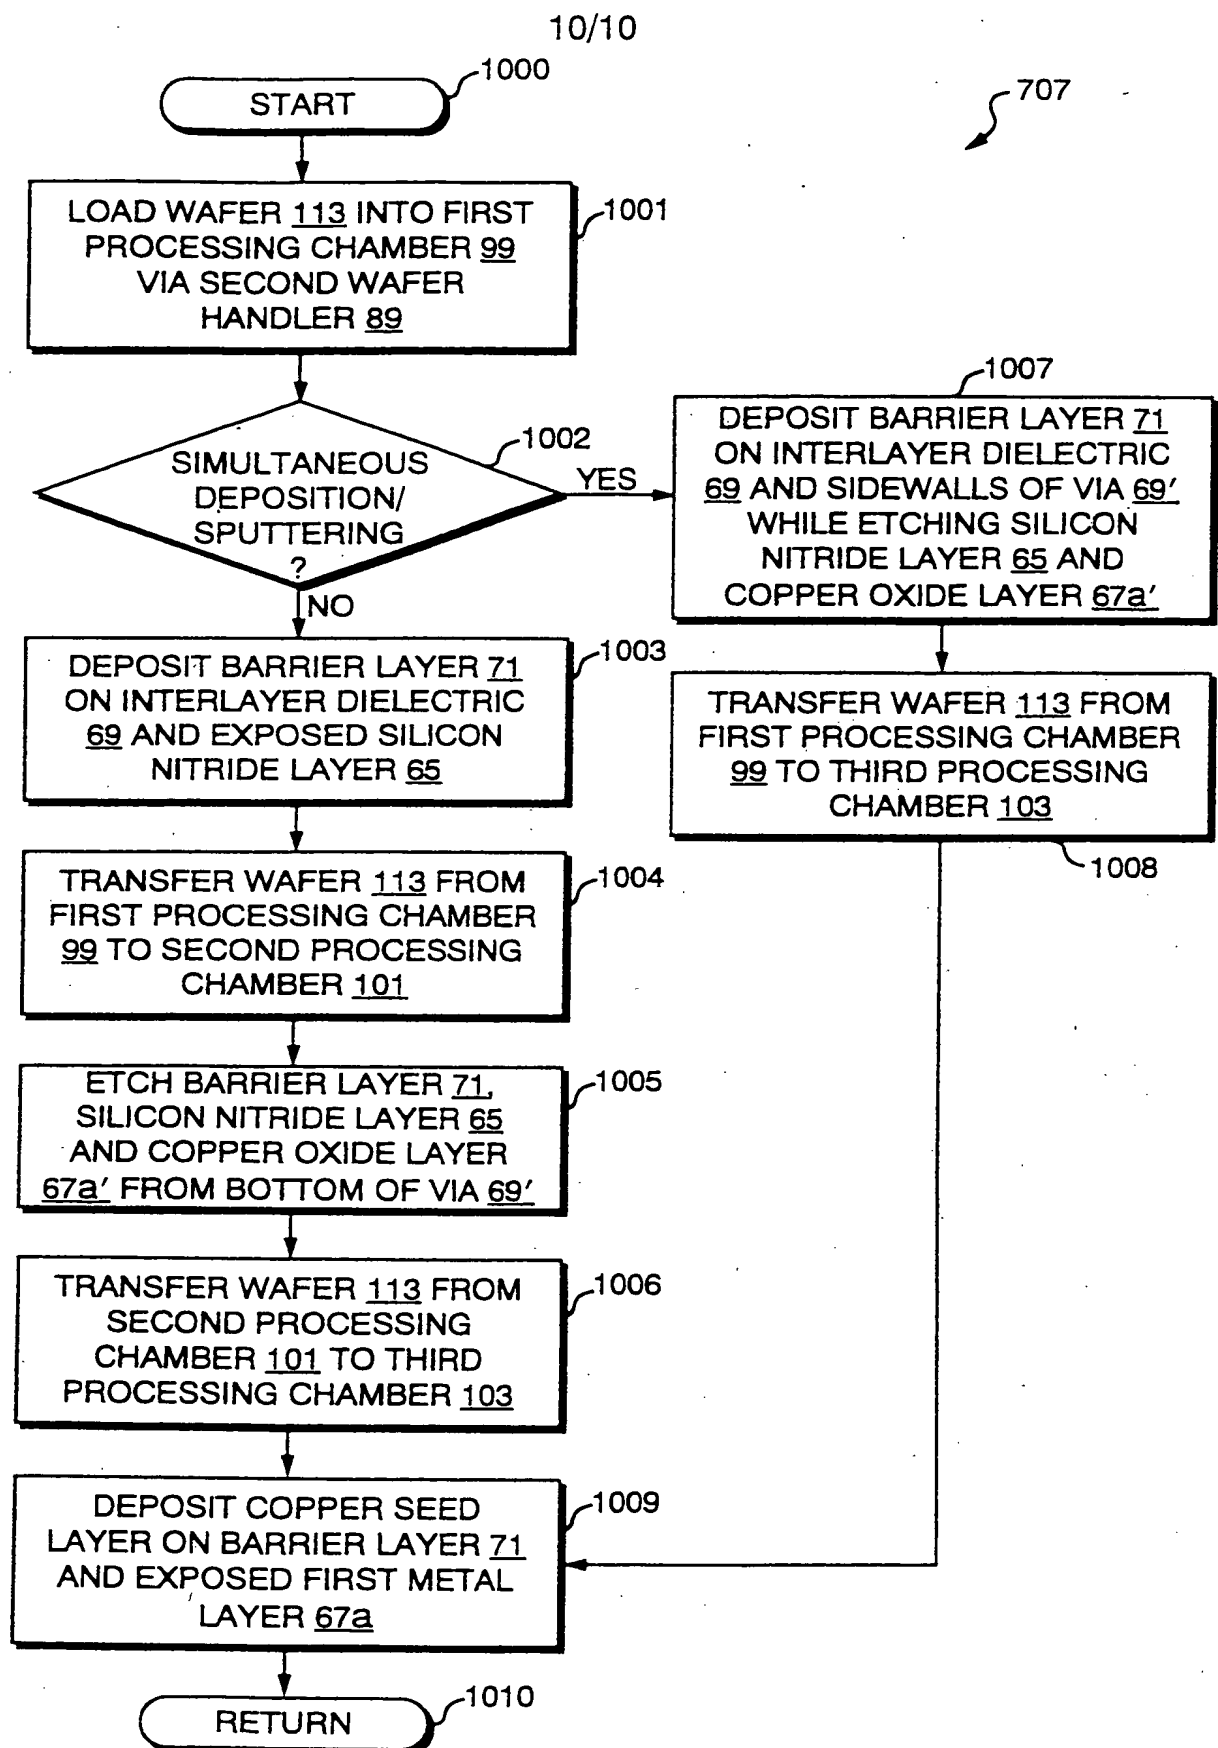 10/10
1000
START
707
LOAD WAFER 113 INTO FIRST
PROCESSING CHAMBER 99
VIA SECOND WAFER
HANDLER 89
1001
SIMULTANEOUS
DEPOSITION/
SPUTTERING
?
1002
YES
NO
1007
DEPOSIT BARRIER LAYER 71
ON INTERLAYER DIELECTRIC
69 AND SIDEWALLS OF VIA 69'
WHILE ETCHING SILICON
NITRIDE LAYER 65 AND
COPPER OXIDE LAYER 67a'
DEPOSIT BARRIER LAYER 71
ON INTERLAYER DIELECTRIC
69 AND EXPOSED SILICON
NITRIDE LAYER 65
1003
TRANSFER WAFER 113 FROM
FIRST PROCESSING CHAMBER
99 TO THIRD PROCESSING
CHAMBER 103
1008
TRANSFER WAFER 113 FROM
FIRST PROCESSING CHAMBER
99 TO SECOND PROCESSING
CHAMBER 101
1004
ETCH BARRIER LAYER 71,
SILICON NITRIDE LAYER 65
AND COPPER OXIDE LAYER
67a' FROM BOTTOM OF VIA 69'
1005
TRANSFER WAFER 113 FROM
SECOND PROCESSING
CHAMBER 101 TO THIRD
PROCESSING CHAMBER 103
1006
DEPOSIT COPPER SEED
LAYER ON BARRIER LAYER 71
AND EXPOSED FIRST METAL
LAYER 67a
1009
RETURN
1010